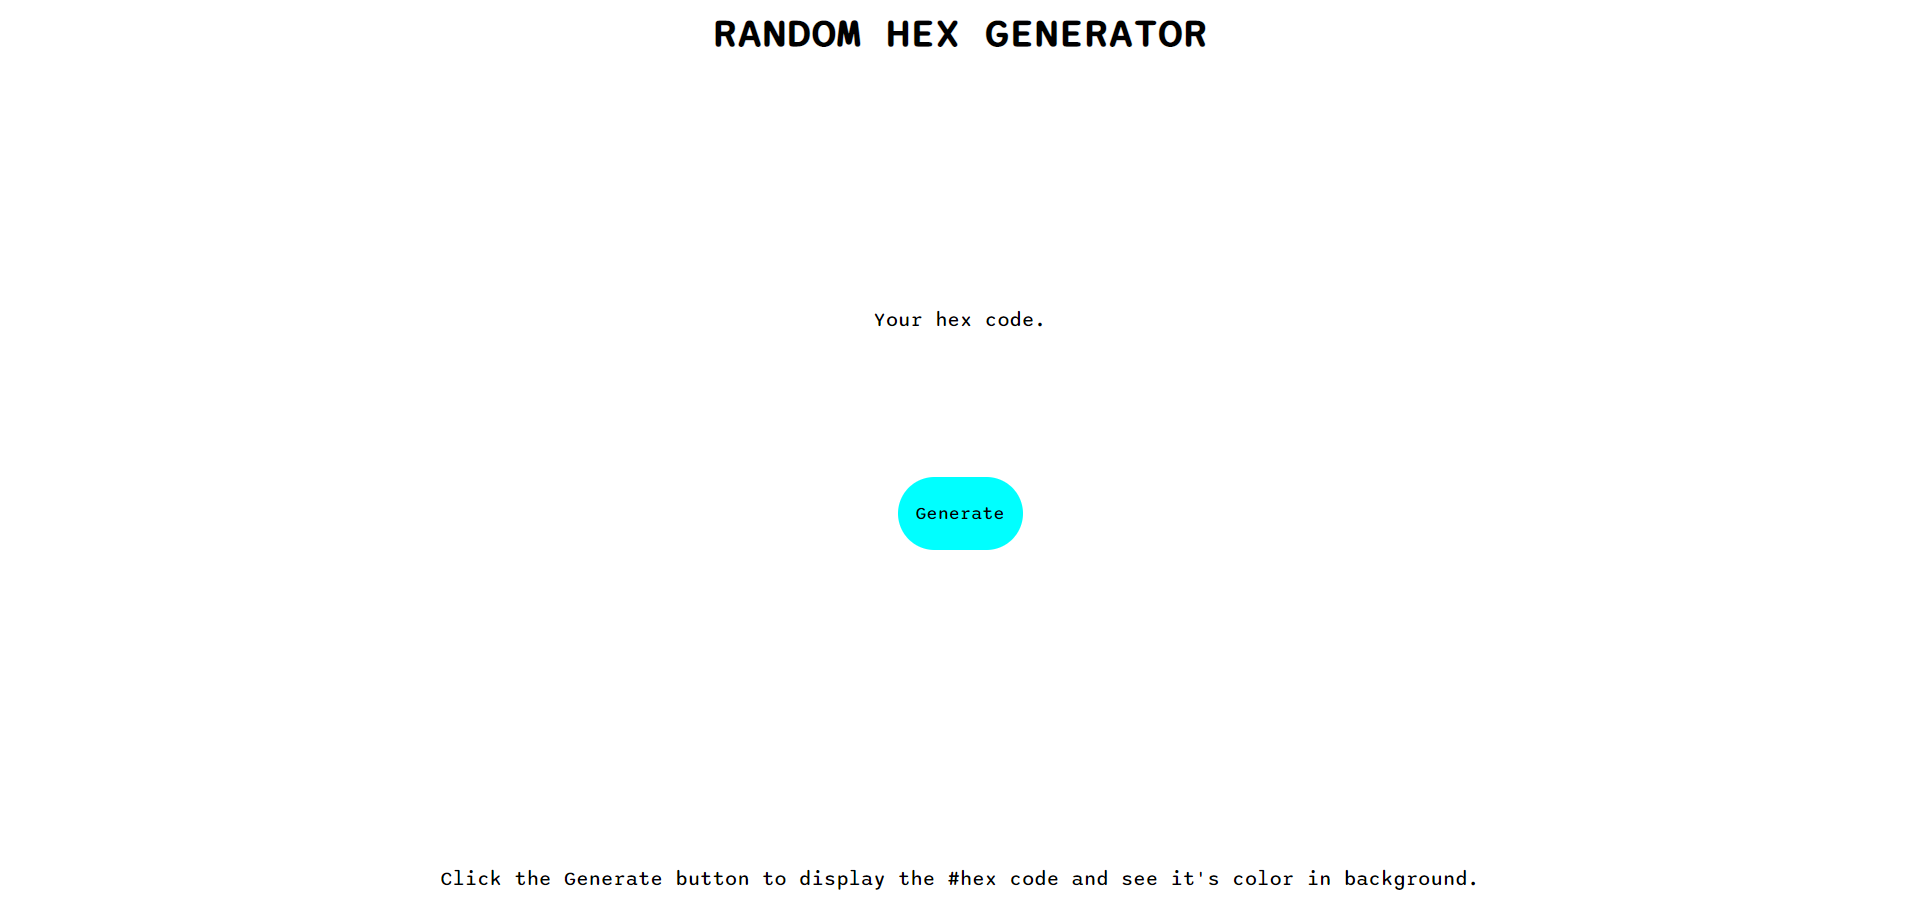 RANDOM HEX GENERATOR
Your hex code.
Generate
Click the Generate button to display the #hex code and see it's color in background.